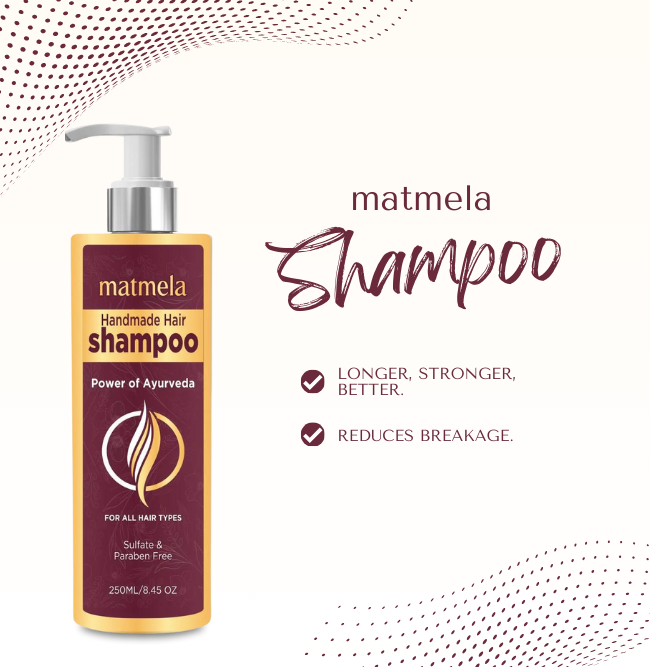 matmela
Handmade Hair
shampoo
Power of Ayurveda
FOR ALL HAIR TYPES
Sulfate &
Paraben Free
250ML/8.45 OZ
matmela
Shampoo
LONGER, STRONGER,
BETTER.
REDUCES BREAKAGE.